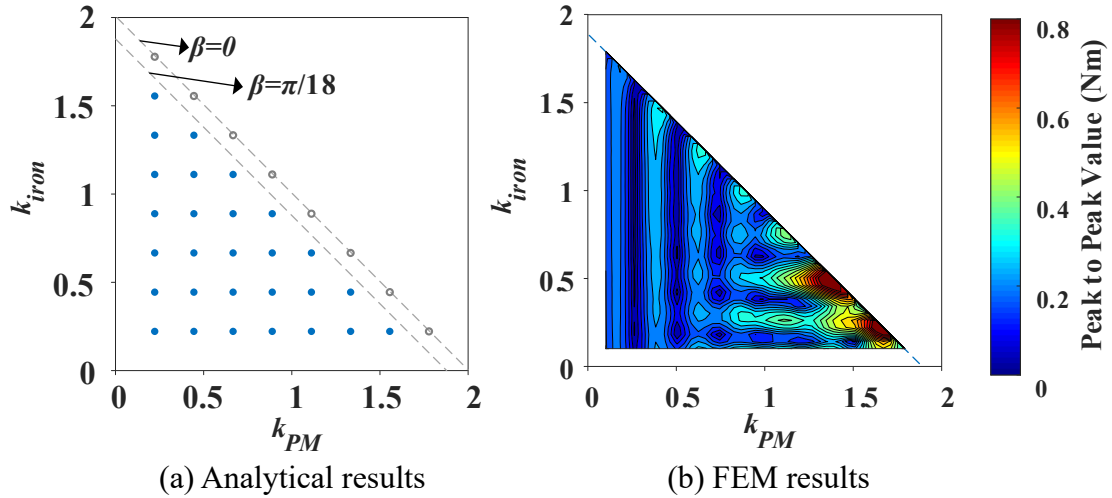 2
1.5
1
0.5
0
k_iron
β=0
β=π/18
0 0.5 1 1.5 2
k_PM
(a) Analytical results
2
1.5
1
0.5
0
k_iron
0 0.5 1 1.5 2
k_PM
(b) FEM results
0.8
0.6
0.4
0.2
0
Peak to Peak Value (Nm)